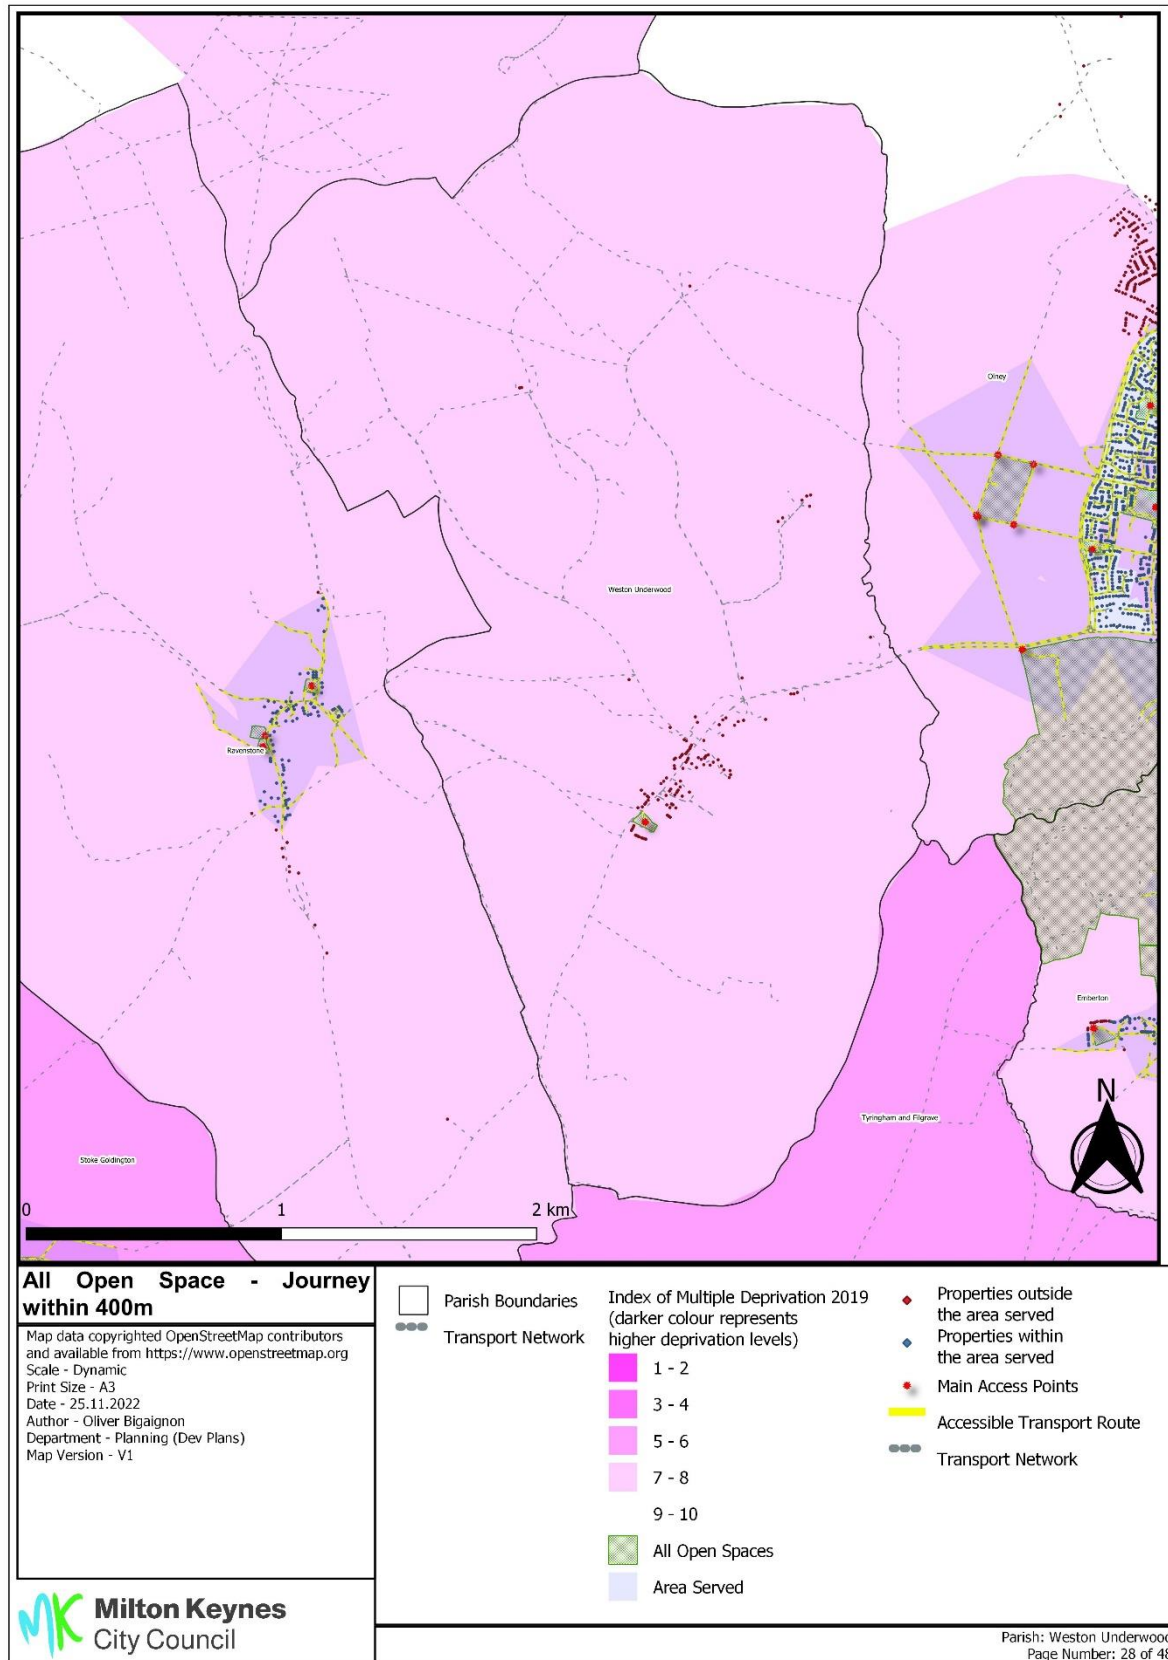 Olney
Weston Underwood
Ravenstone
Emberton
N
Tyringham and Filgrave
Stoke Goldington
0 1 2 km
All Open Space - Journey
within 400m
Map data copyrighted OpenStreetMap contributors
and available from https://www.openstreetmap.org
Scale - Dynamic
Print Size - A3
Date - 25.11.2022
Author - Oliver Bigaignon
Department - Planning (Dev Plans)
Map Version - V1
MK Milton Keynes
City Council
Parish Boundaries
Transport Network
Index of Multiple Deprivation 2019
(darker colour represents
higher deprivation levels)
1 - 2
3 - 4
5 - 6
7 - 8
9 - 10
All Open Spaces
Area Served
Properties outside
the area served
Properties within
the area served
Main Access Points
Accessible Transport Route
Transport Network
Parish: Weston Underwood
Page Number: 28 of 48